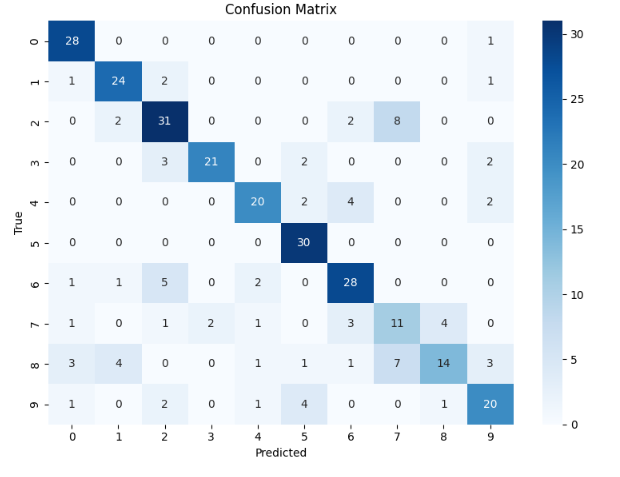 Confusion Matrix
0 28 0 0 0 0 0 0 0 0 1
1 1 24 2 0 0 0 0 0 0 1
2 0 2 31 0 0 0 2 8 0 0
3 0 0 3 21 0 2 0 0 0 2
4 0 0 0 0 20 2 4 0 0 2
5 0 0 0 0 0 30 0 0 0 0
6 1 1 5 0 2 0 28 0 0 0
7 1 0 1 2 1 0 3 11 4 0
8 3 4 0 0 1 1 1 7 14 3
9 1 0 2 0 1 4 0 0 1 20
0 1 2 3 4 5 6 7 8 9
Predicted
True
30
25
20
15
10
5
0